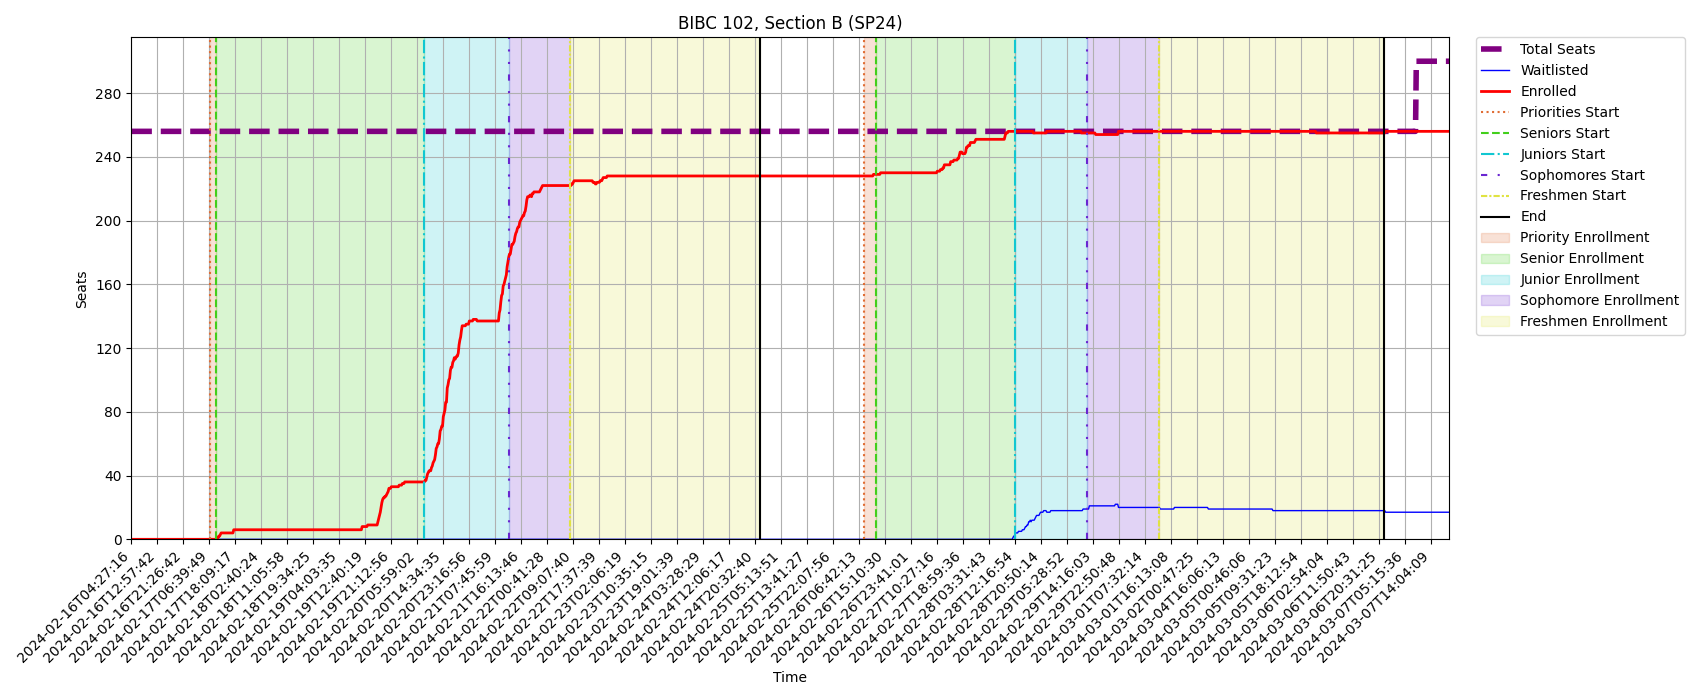 BIBC 102, Section B (SP24)
Seats
280
240
200
160
120
80
40
0
2024-02-16T04:27:16
2024-02-16T12:57:42
2024-02-16T21:26:42
2024-02-17T06:39:49
2024-02-17T18:09:17
2024-02-18T02:40:24
2024-02-18T11:05:58
2024-02-18T19:34:25
2024-02-19T04:03:35
2024-02-19T12:40:19
2024-02-19T21:12:56
2024-02-20T05:59:02
2024-02-20T14:34:35
2024-02-20T23:16:56
2024-02-21T07:45:59
2024-02-21T16:13:46
2024-02-22T00:41:28
2024-02-22T09:07:40
2024-02-22T17:37:39
2024-02-23T02:06:19
2024-02-23T10:35:15
2024-02-23T19:01:39
2024-02-24T03:28:29
2024-02-24T12:06:17
2024-02-24T20:32:40
2024-02-25T05:13:51
2024-02-25T13:41:27
2024-02-25T22:07:56
2024-02-26T06:42:13
2024-02-26T15:10:30
2024-02-26T23:41:01
2024-02-27T10:27:16
2024-02-27T18:59:36
2024-02-28T03:31:43
2024-02-28T12:16:54
2024-02-28T20:50:14
2024-02-29T05:28:52
2024-02-29T14:16:03
2024-02-29T22:50:48
2024-03-01T07:32:14
2024-03-01T16:13:08
2024-03-02T00:47:25
2024-03-04T16:06:13
2024-03-05T00:46:06
2024-03-05T09:31:23
2024-03-05T18:12:54
2024-03-06T02:54:04
2024-03-06T11:50:43
2024-03-06T20:31:25
2024-03-07T05:15:36
2024-03-07T14:04:09
Time
Total Seats
Waitlisted
Enrolled
Priorities Start
Seniors Start
Juniors Start
Sophomores Start
Freshmen Start
End
Priority Enrollment
Senior Enrollment
Junior Enrollment
Sophomore Enrollment
Freshmen Enrollment